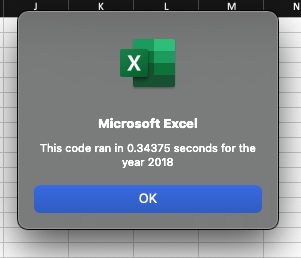 J K L M N
X
Microsoft Excel
This code ran in 0.34375 seconds for the
year 2018
OK